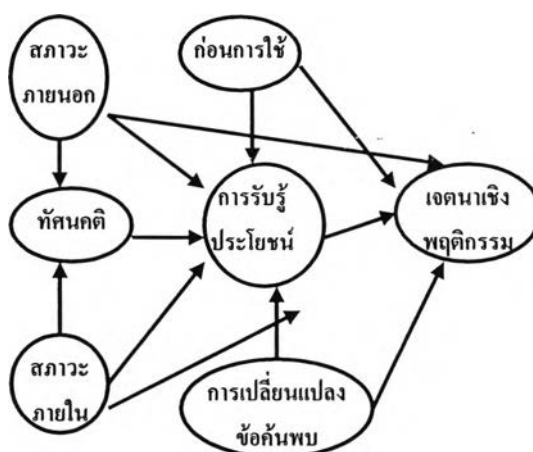 สภาวะ
ภายนอก
ก่อนการใช้
ทัศนคติ
การรับรู้
ประโยชน์
เจตนาเชิง
พฤติกรรม
สภาวะ
ภายใน
การเปลี่ยนแปลง
ข้อค้นพบ